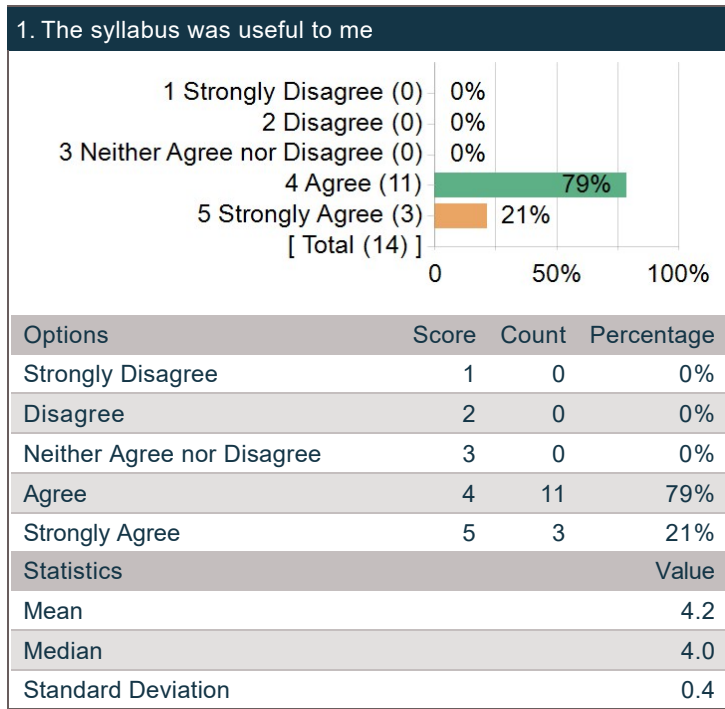 1. The syllabus was useful to me
1 Strongly Disagree (0) 0%
2 Disagree (0) 0%
3 Neither Agree nor Disagree (0) 0%
4 Agree (11) 79%
5 Strongly Agree (3) 21%
[ Total (14) ]
0 50% 100%
Options Score Count Percentage
Strongly Disagree 1 0 0%
Disagree 2 0 0%
Neither Agree nor Disagree 3 0 0%
Agree 4 11 79%
Strongly Agree 5 3 21%
Statistics Value
Mean 4.2
Median 4.0
Standard Deviation 0.4